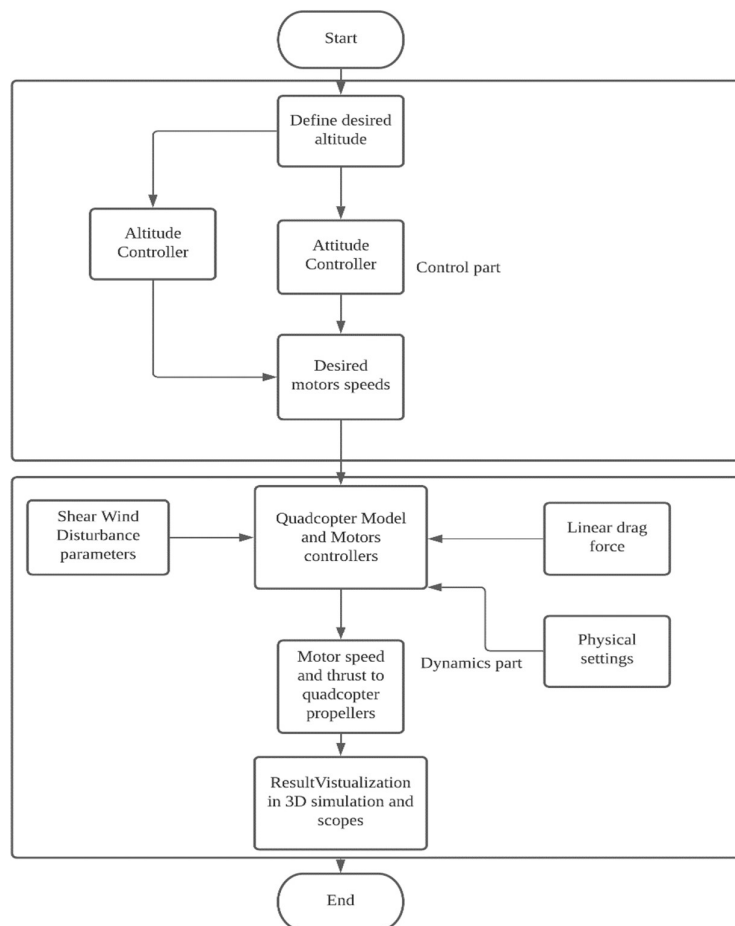 Start
Define desired
altitude
Altitude
Controller
Attitude
Controller
Control part
Desired
motors speeds
Shear Wind
Disturbance
parameters
Quadcopter Model
and Motors
controllers
Linear drag
force
Motor speed
and thrust to
quadcopter
propellers
Dynamics part
Physical
settings
ResultVistualization
in 3D simulation and
scopes
End